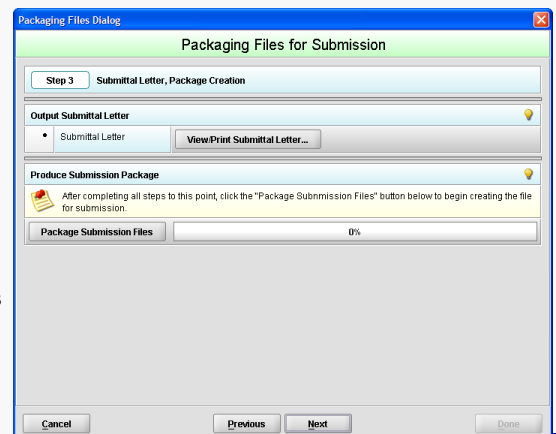 Packaging Files Dialog
Packaging Files for Submission
Step 3 Submittal Letter, Package Creation
Output Submittal Letter
• Submittal Letter View/Print Submittal Letter...
Produce Submission Package
After completing all steps to this point, click the "Package Subnmission Files" button below to begin creating the file
for submission.
Package Submission Files 0%
Cancel Previous Next Done